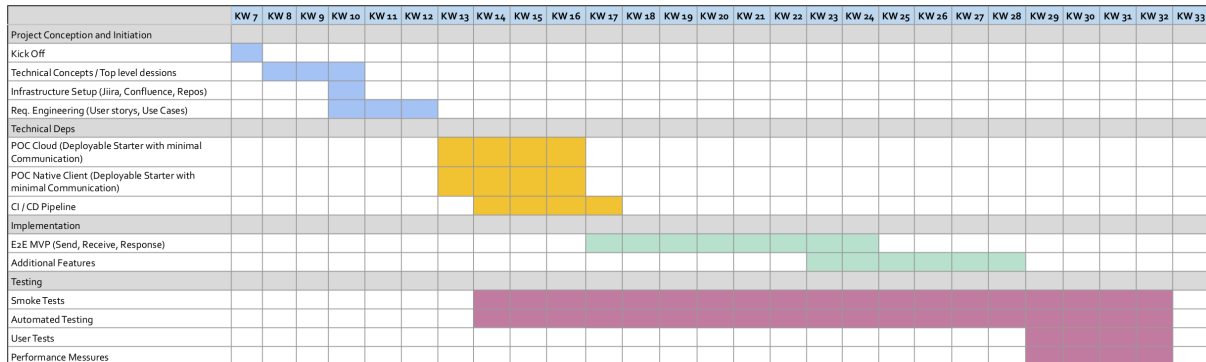 KW 7 KW 8 KW 9 KW 10 KW 11 KW 12 KW 13 KW 14 KW 15 KW 16 KW 17 KW 18 KW 19 KW 20 KW 21 KW 22 KW 23 KW 24 KW 25 KW 26 KW 27 KW 28 KW 29 KW 30 KW 31 KW 32 KW 33
Project Conception and Initiation
Kick Off
Technical Concepts / Top level dessions
Infrastructure Setup (Jiira, Confluence, Repos)
Req. Engineering (User storys, Use Cases)
Technical Deps
POC Cloud (Deployable Starter with minimal
Communication)
POC Native Client (Deployable Starter with
minimal Communication)
CI / CD Pipeline
Implementation
E2E MVP (Send, Receive, Response)
Additional Features
Testing
Smoke Tests
Automated Testing
User Tests
Performance Messures